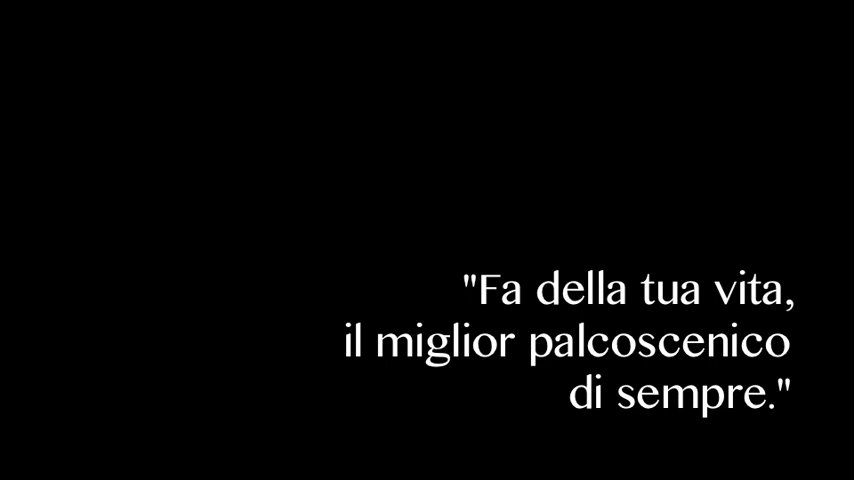 "Fa della tua vita,
il miglior palcoscenico
di sempre."